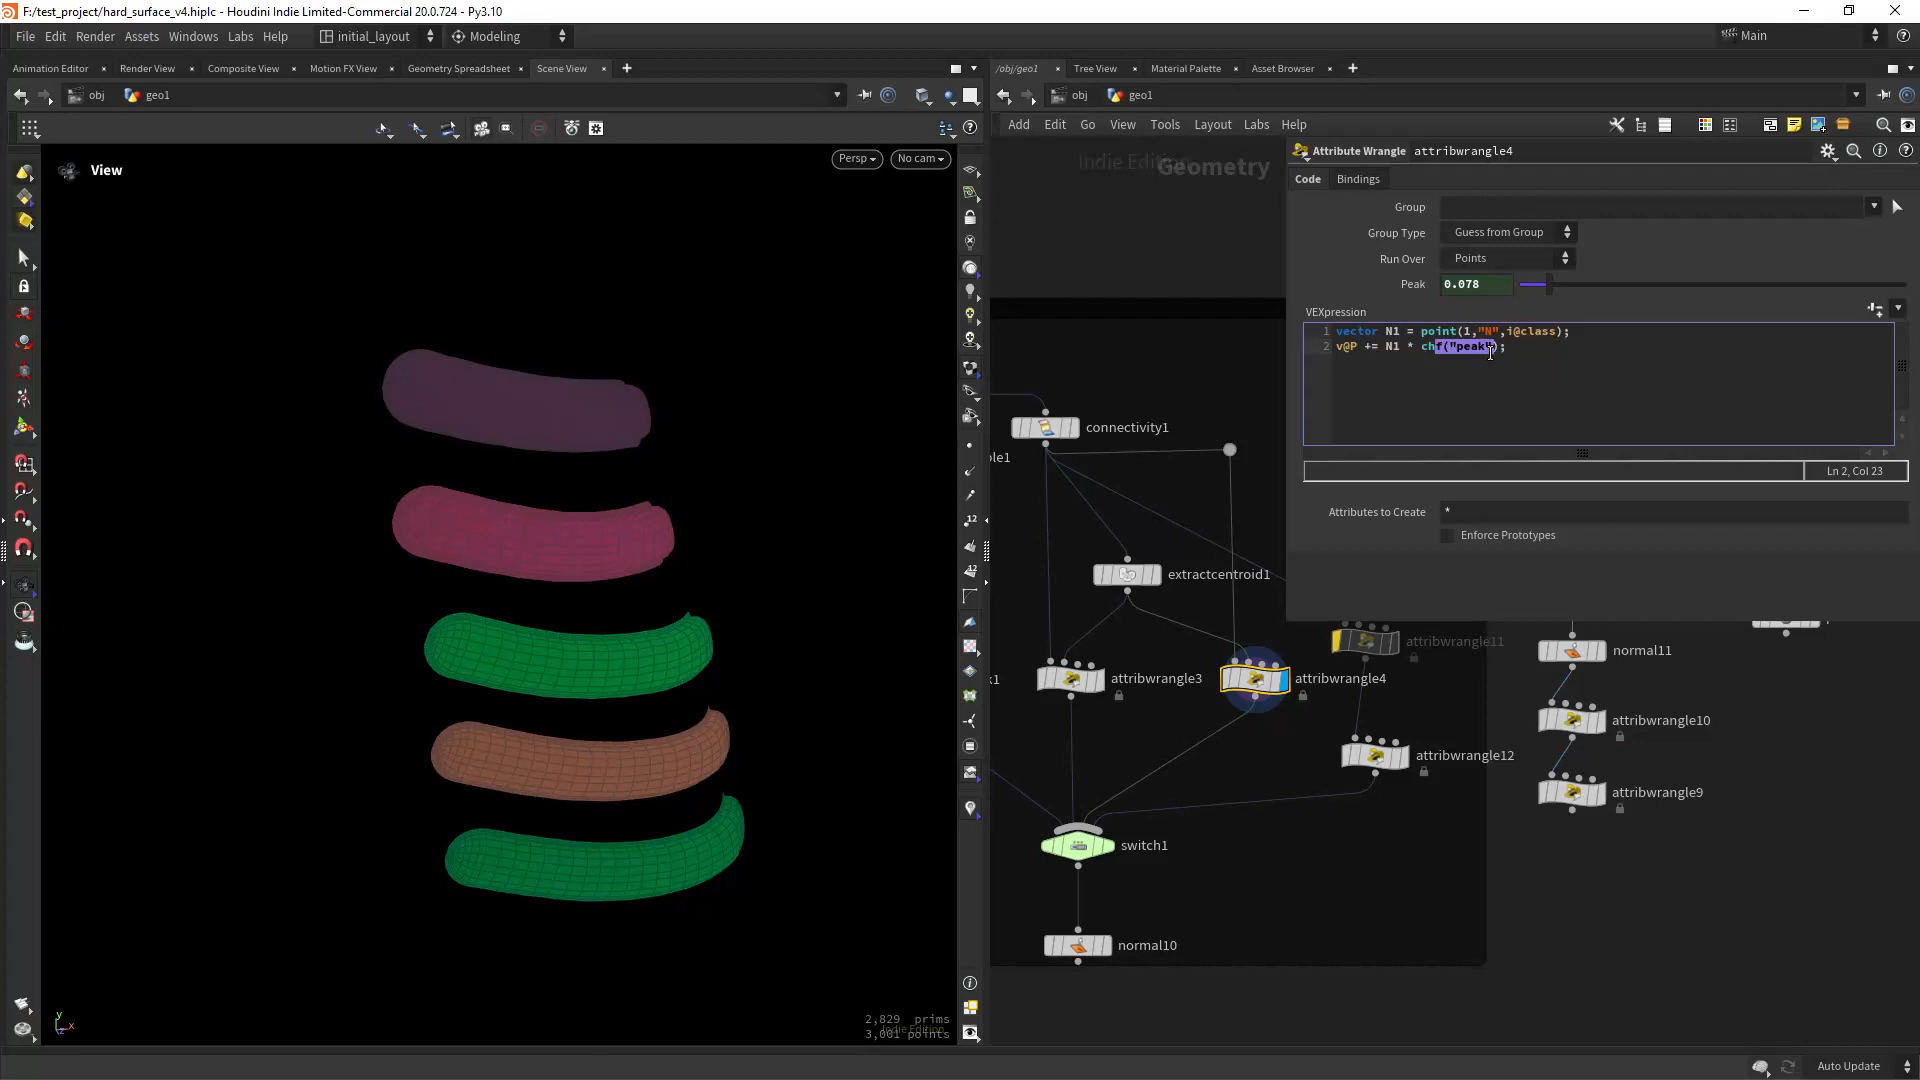 F:/test_project/hard_surface_v4.hiplc - Houdini Indie Limited-Commercial 20.0.724 - Py3.10
File Edit Render Assets Windows Labs Help initial_layout Modeling Main
Animation Editor Render View Composite View Motion FX View Geometry Spreadsheet Scene View
/obj/geo1 Tree View Material Palette Asset Browser
obj geo1
obj geo1
Add Edit Go View Tools Layout Labs Help
View
Persp
No cam
Indie Edition
Geometry
Attribute Wrangle attribwrangle4
Code Bindings
Group
Group Type Guess from Group
Run Over Points
Peak 0.078
VEXpression
1 vector N1 = point(1,"N",i@class);
2 v@P += N1 * chf("peak");
Ln 2, Col 23
Attributes to Create *
Enforce Prototypes
connectivity1
extractcentroid1
attribwrangle11
normal11
attribwrangle3
attribwrangle4
attribwrangle10
attribwrangle12
attribwrangle9
switch1
normal10
12
12
y
x
2,829 prims
Indie Edition
3,001 points
Auto Update